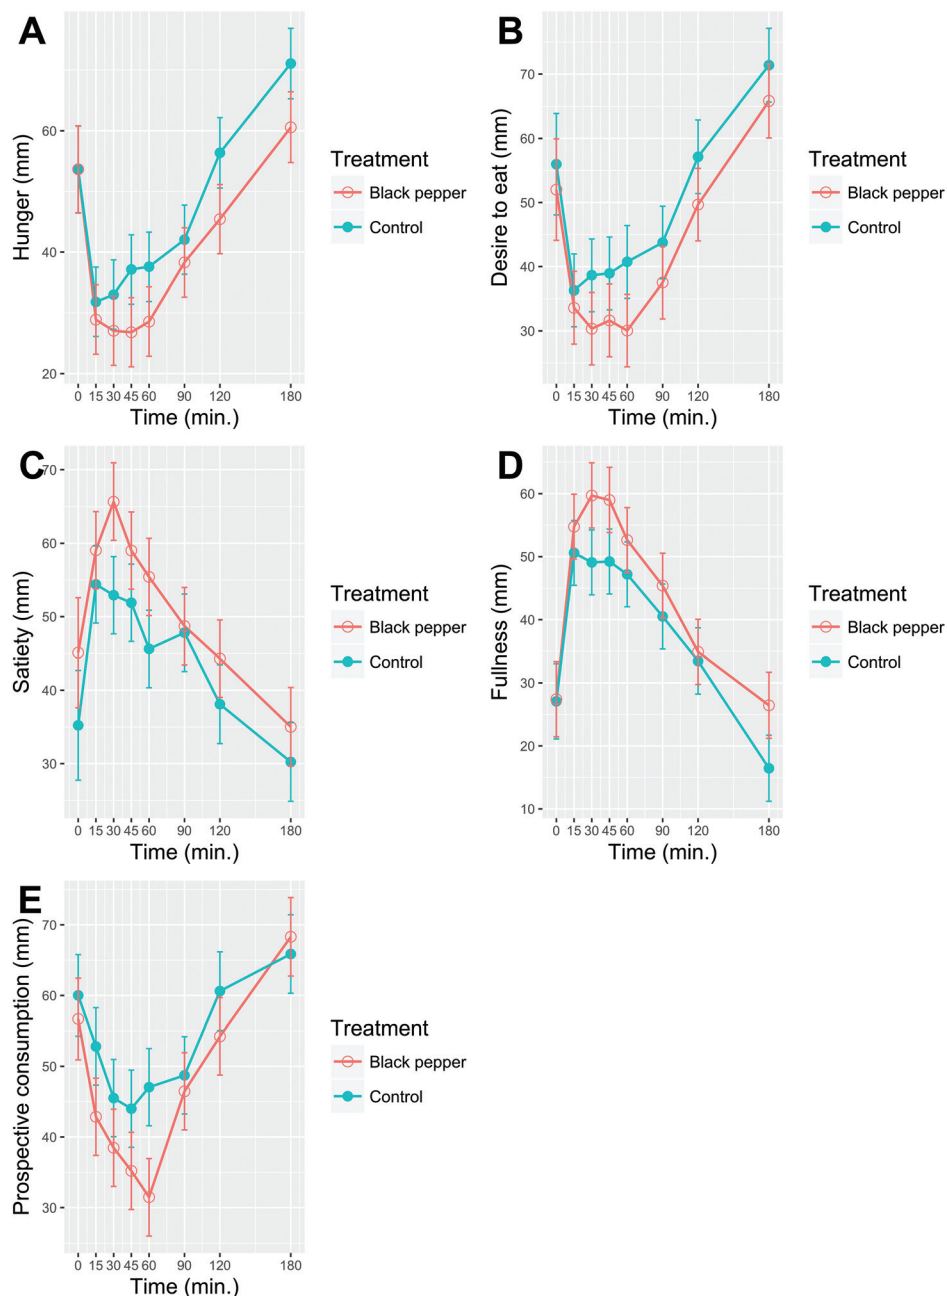 A
Hunger (mm)
60
40
20
0 15 30 45 60 90 120 180
Time (min.)
Treatment
Black pepper
Control
B
Desire to eat (mm)
70
60
50
40
30
0 15 30 45 60 90 120 180
Time (min.)
Treatment
Black pepper
Control
C
Satiety (mm)
70
60
50
40
30
0 15 30 45 60 90 120 180
Time (min.)
Treatment
Black pepper
Control
D
Fullness (mm)
60
50
40
30
20
10
0 15 30 45 60 90 120 180
Time (min.)
Treatment
Black pepper
Control
E
Prospective consumption (mm)
70
60
50
40
30
0 15 30 45 60 90 120 180
Time (min.)
Treatment
Black pepper
Control